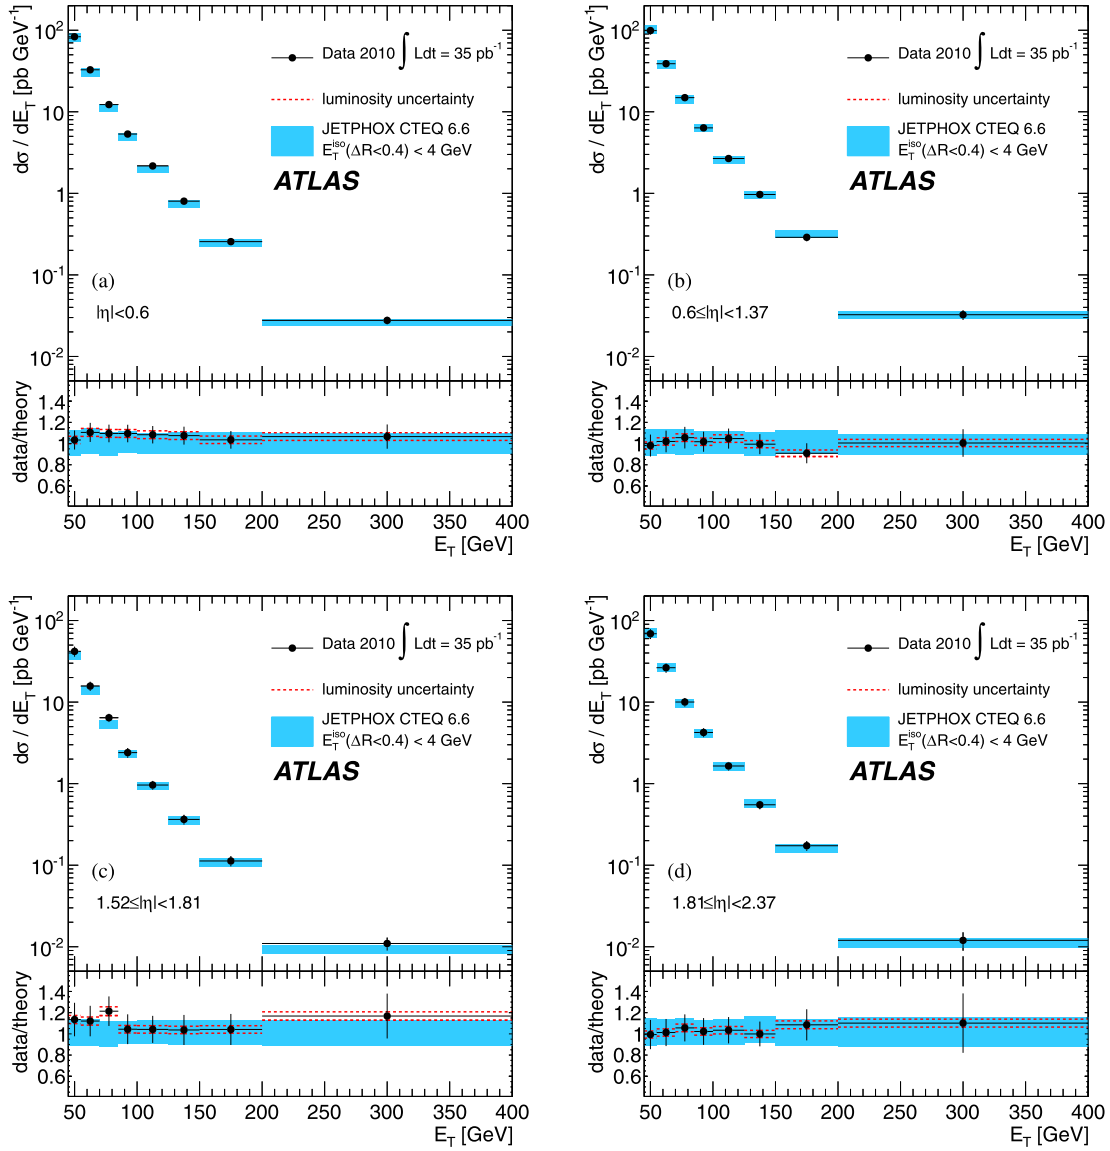 dσ / dE_T [pb GeV⁻¹]
10²
10
1
10⁻¹
10⁻²
Data 2010 ∫ Ldt = 35 pb⁻¹
luminosity uncertainty
JETPHOX CTEQ 6.6
E_T^iso(ΔR<0.4) < 4 GeV
ATLAS
(a)
|η|<0.6
data/theory
1.4
1.2
1
0.8
0.6
50 100 150 200 250 300 350 400
E_T [GeV]
dσ / dE_T [pb GeV⁻¹]
10²
10
1
10⁻¹
10⁻²
Data 2010 ∫ Ldt = 35 pb⁻¹
luminosity uncertainty
JETPHOX CTEQ 6.6
E_T^iso(ΔR<0.4) < 4 GeV
ATLAS
(b)
0.6≤|η|<1.37
data/theory
1.4
1.2
1
0.8
0.6
50 100 150 200 250 300 350 400
E_T [GeV]
dσ / dE_T [pb GeV⁻¹]
10²
10
1
10⁻¹
10⁻²
Data 2010 ∫ Ldt = 35 pb⁻¹
luminosity uncertainty
JETPHOX CTEQ 6.6
E_T^iso(ΔR<0.4) < 4 GeV
ATLAS
(c)
1.52≤|η|<1.81
data/theory
1.4
1.2
1
0.8
0.6
50 100 150 200 250 300 350 400
E_T [GeV]
dσ / dE_T [pb GeV⁻¹]
10²
10
1
10⁻¹
10⁻²
Data 2010 ∫ Ldt = 35 pb⁻¹
luminosity uncertainty
JETPHOX CTEQ 6.6
E_T^iso(ΔR<0.4) < 4 GeV
ATLAS
(d)
1.81≤|η|<2.37
data/theory
1.4
1.2
1
0.8
0.6
50 100 150 200 250 300 350 400
E_T [GeV]